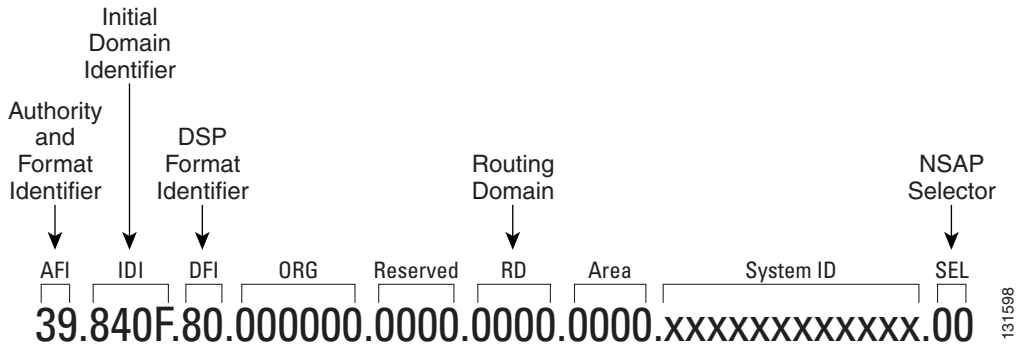 Initial
Domain
Identifier
Authority
and
Format
Identifier
DSP
Format
Identifier
Routing
Domain
NSAP
Selector
AFI IDI DFI ORG Reserved RD Area System ID SEL
39.840F.80.000000.0000.0000.0000.xxxxxxxxxxxx.00
131598